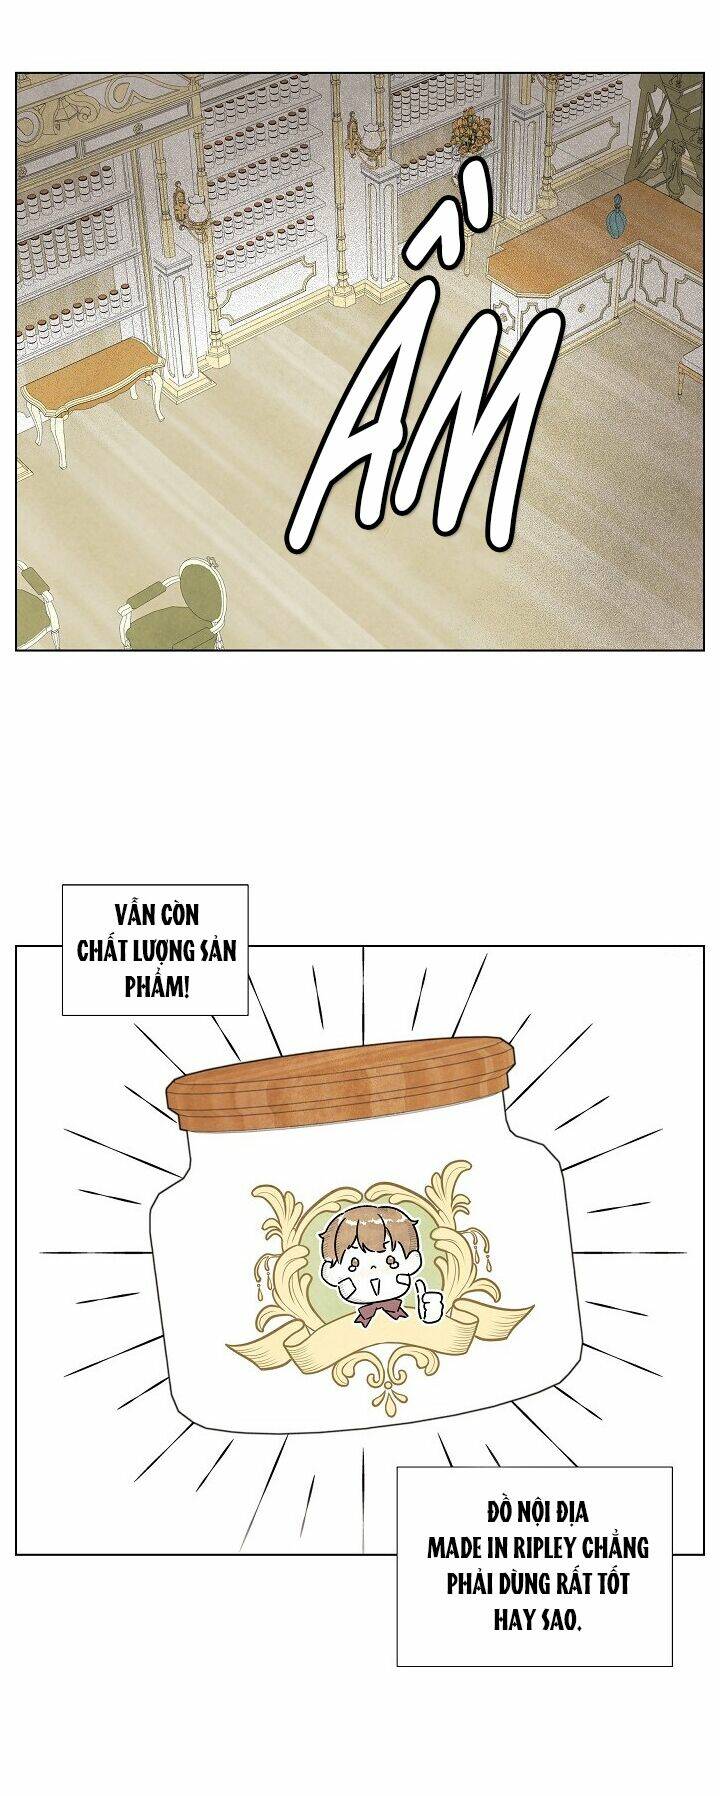 ẦM
VẪN CÒN
CHẤT LƯỢNG SẢN
PHẨM!
ĐỒ NỘI ĐỊA
MADE IN RIPLEY CHẲNG
PHẢI DÙNG RẤT TỐT
HAY SAO.